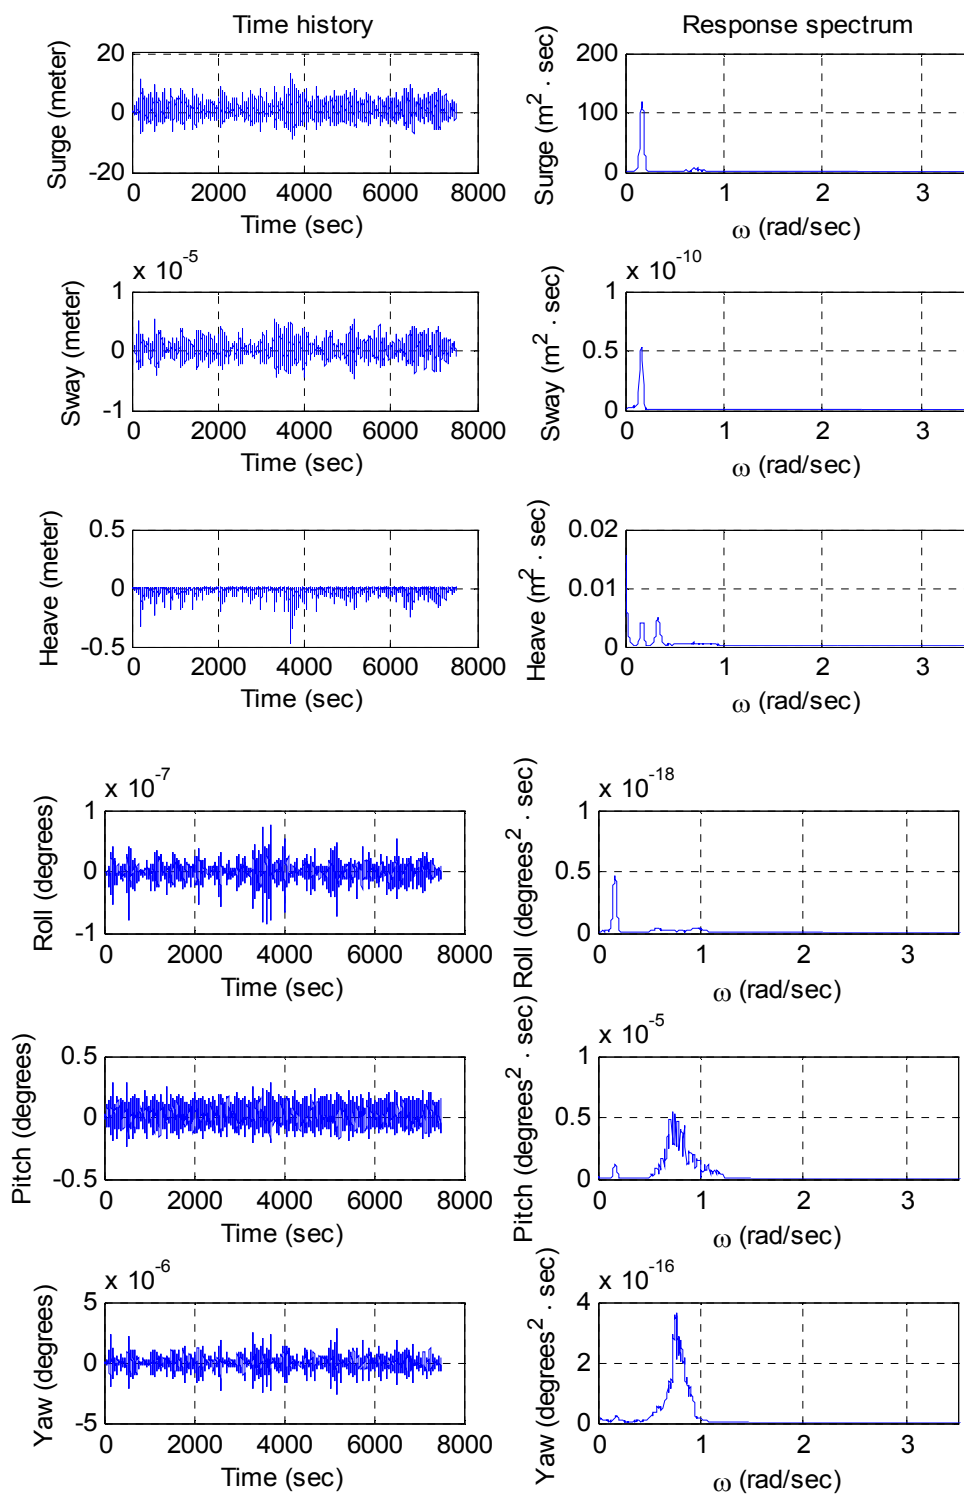 Time history
Response spectrum
20
0
-20
Surge (meter)
0 2000 4000 6000 8000
Time (sec)
200
100
0
Surge (m² . sec)
0 1 2 3
ω (rad/sec)
x 10⁻⁵
1
0
-1
Sway (meter)
0 2000 4000 6000 8000
Time (sec)
x 10⁻¹⁰
1
0.5
0
Sway (m² . sec)
0 1 2 3
ω (rad/sec)
0.5
0
-0.5
Heave (meter)
0 2000 4000 6000 8000
Time (sec)
0.02
0.01
0
Heave (m² . sec)
0 1 2 3
ω (rad/sec)
x 10⁻⁷
1
0
-1
Roll (degrees)
0 2000 4000 6000 8000
Time (sec)
x 10⁻¹⁸
1
0.5
0
Roll (degrees² . sec)
0 1 2 3
ω (rad/sec)
0.5
0
-0.5
Pitch (degrees)
0 2000 4000 6000 8000
Time (sec)
x 10⁻⁵
1
0.5
0
Pitch (degrees² . sec)
0 1 2 3
ω (rad/sec)
x 10⁻⁶
5
0
-5
Yaw (degrees)
0 2000 4000 6000 8000
Time (sec)
x 10⁻¹⁶
4
2
0
Yaw (degrees² . sec)
0 1 2 3
ω (rad/sec)